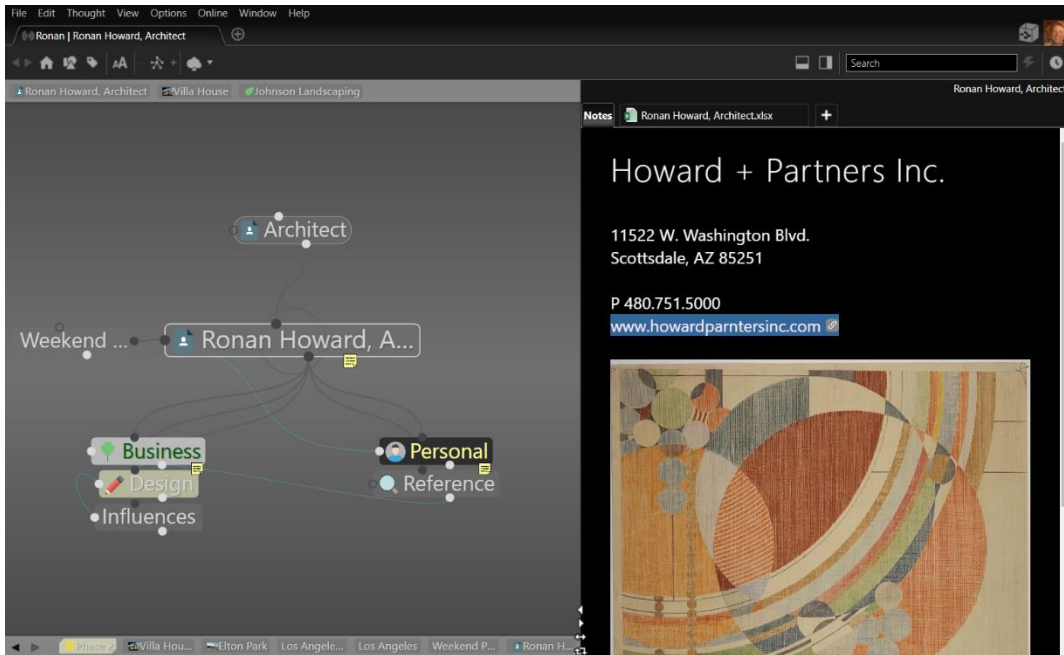 File Edit Thought View Options Online Window Help
Ronan | Ronan Howard, Architect
AA
Search
Ronan Howard, Architect Villa House Johnson Landscaping
Ronan Howard, Architect
Notes Ronan Howard, Architect.xlsx +
Howard + Partners Inc.
11522 W. Washington Blvd.
Scottsdale, AZ 85251
P 480.751.5000
www.howardparntersinc.com
Architect
Weekend ...
Ronan Howard, A...
Business
Personal
Design
Reference
Influences
Phase 2 Villa Hou... Elton Park Los Angele... Los Angeles Weekend P... Ronan H...